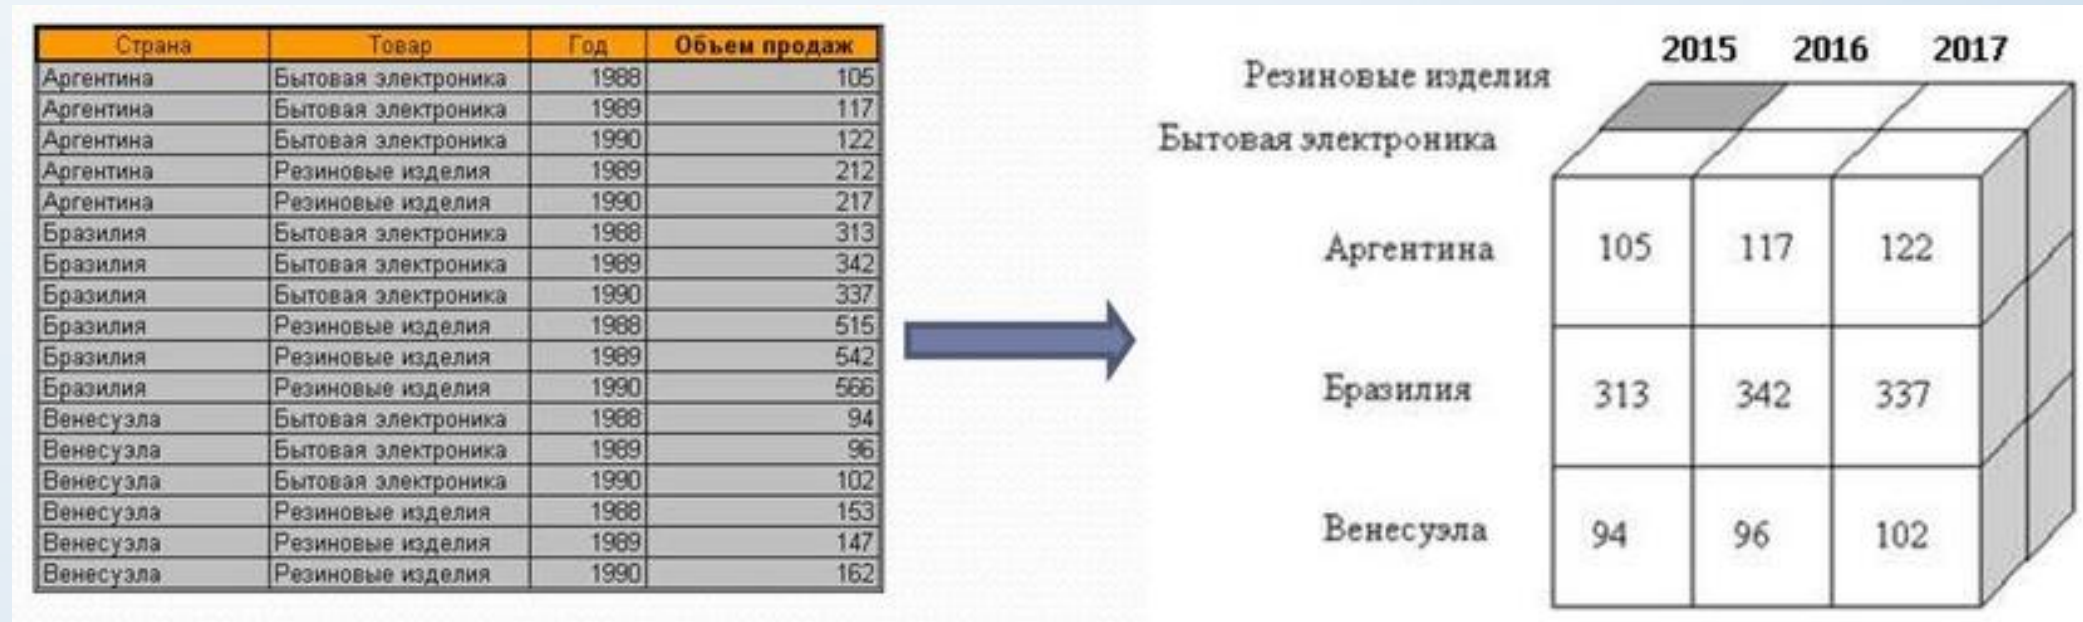 Страна Товар Год Объем продаж
Аргентина Бытовая электроника 1988 105
Аргентина Бытовая электроника 1989 117
Аргентина Бытовая электроника 1990 122
Аргентина Резиновые изделия 1989 212
Аргентина Резиновые изделия 1990 217
Бразилия Бытовая электроника 1988 313
Бразилия Бытовая электроника 1989 342
Бразилия Бытовая электроника 1990 337
Бразилия Резиновые изделия 1988 515
Бразилия Резиновые изделия 1989 542
Бразилия Резиновые изделия 1990 566
Венесуэла Бытовая электроника 1988 94
Венесуэла Бытовая электроника 1989 96
Венесуэла Бытовая электроника 1990 102
Венесуэла Резиновые изделия 1988 153
Венесуэла Резиновые изделия 1989 147
Венесуэла Резиновые изделия 1990 162
2015 2016 2017
Резиновые изделия
Бытовая электроника
Аргентина 105 117 122
Бразилия 313 342 337
Венесуэла 94 96 102